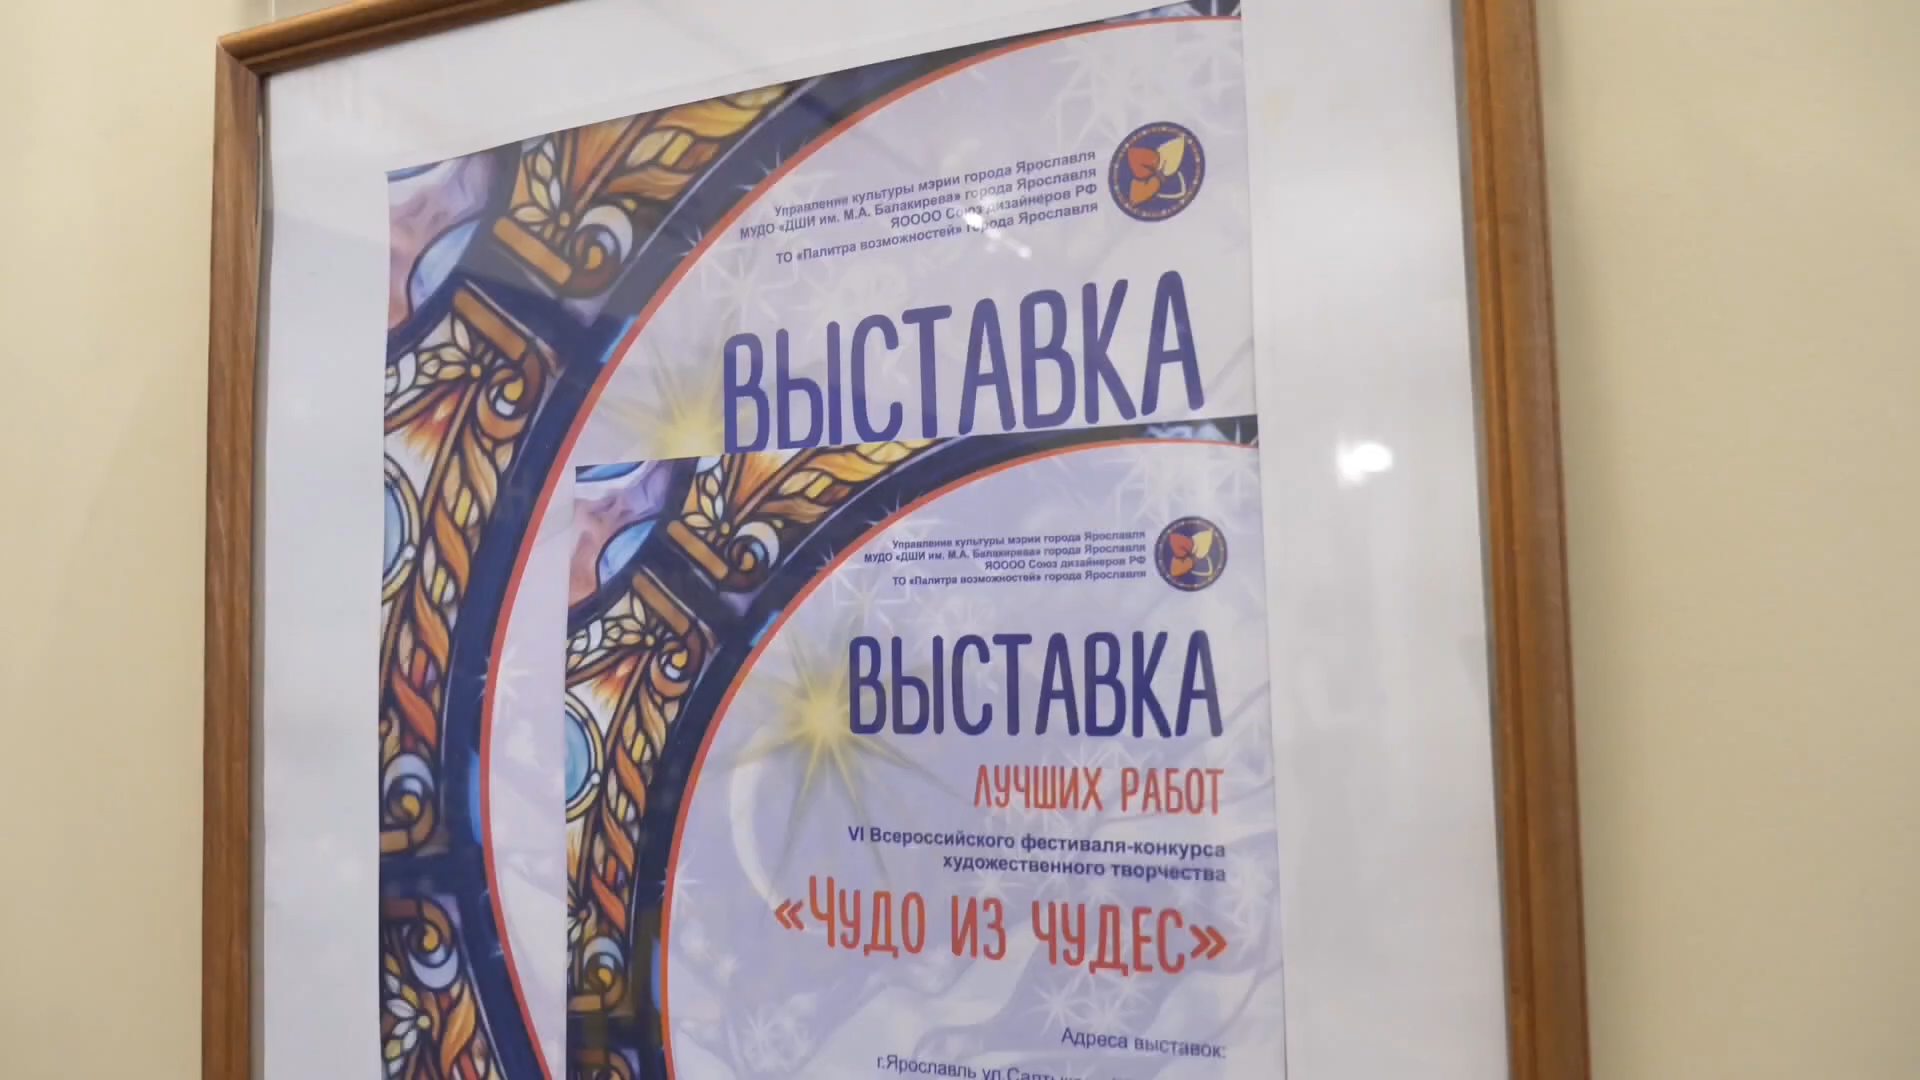 Управление культуры мэрии города Ярославля
МУДО «ДШИ им. М.А. Балакирева» города Ярославля
ЯОООО Союз дизайнеров РФ
ТО «Палитра возможностей» города Ярославля
ВЫСТАВКА
Управление культуры мэрии города Ярославля
МУДО «ДШИ им. М.А. Балакирева» города Ярославля
ЯОООО Союз дизайнеров РФ
ТО «Палитра возможностей» города Ярославля
ВЫСТАВКА
ЛУЧШИХ РАБОТ
VI Всероссийского фестиваля-конкурса
художественного творчества
«ЧУДО ИЗ ЧУДЕС»
Адреса выставок:
г.Ярославль ул.